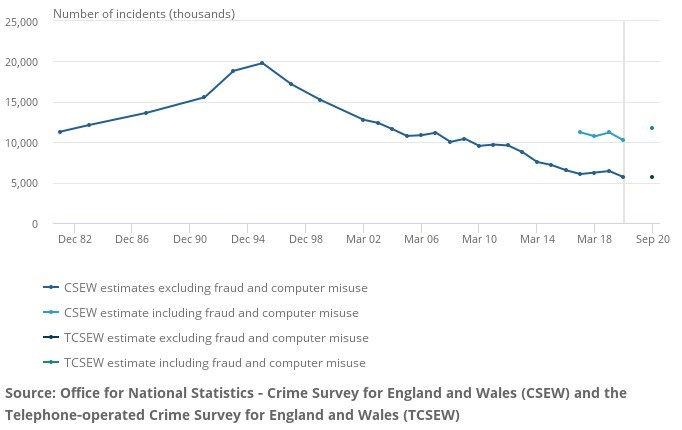 Number of incidents (thousands)
25,000
20,000
15,000
10,000
5,000
0
Dec 82 Dec 86 Dec 90 Dec 94 Dec 98 Mar 02 Mar 06 Mar 10 Mar 14 Mar 18 Sep 20
CSEW estimates excluding fraud and computer misuse
CSEW estimate including fraud and computer misuse
TCSEW estimate excluding fraud and computer misuse
TCSEW estimate including fraud and computer misuse
Source: Office for National Statistics - Crime Survey for England and Wales (CSEW) and the
Telephone-operated Crime Survey for England and Wales (TCSEW)